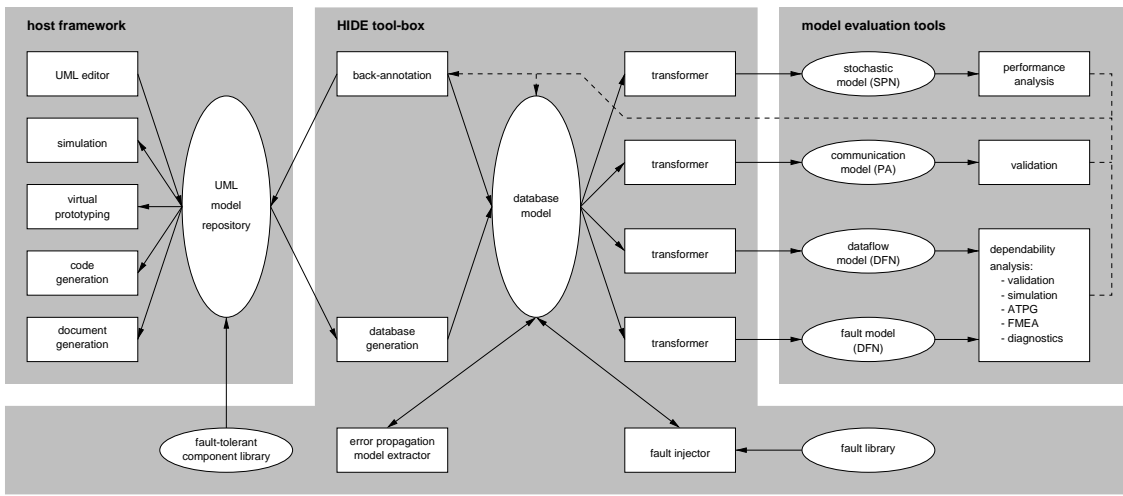 host framework
UML editor
simulation
virtual
prototyping
code
generation
document
generation
UML
model
repository
fault-tolerant
component library
HIDE tool-box
back-annotation
database
generation
error propagation
model extractor
database
model
transformer
transformer
transformer
transformer
fault injector
model evaluation tools
stochastic
model (SPN)
performance
analysis
communication
model (PA)
validation
dataflow
model (DFN)
fault model
(DFN)
dependability
analysis:
- validation
- simulation
- ATPG
- FMEA
- diagnostics
fault library